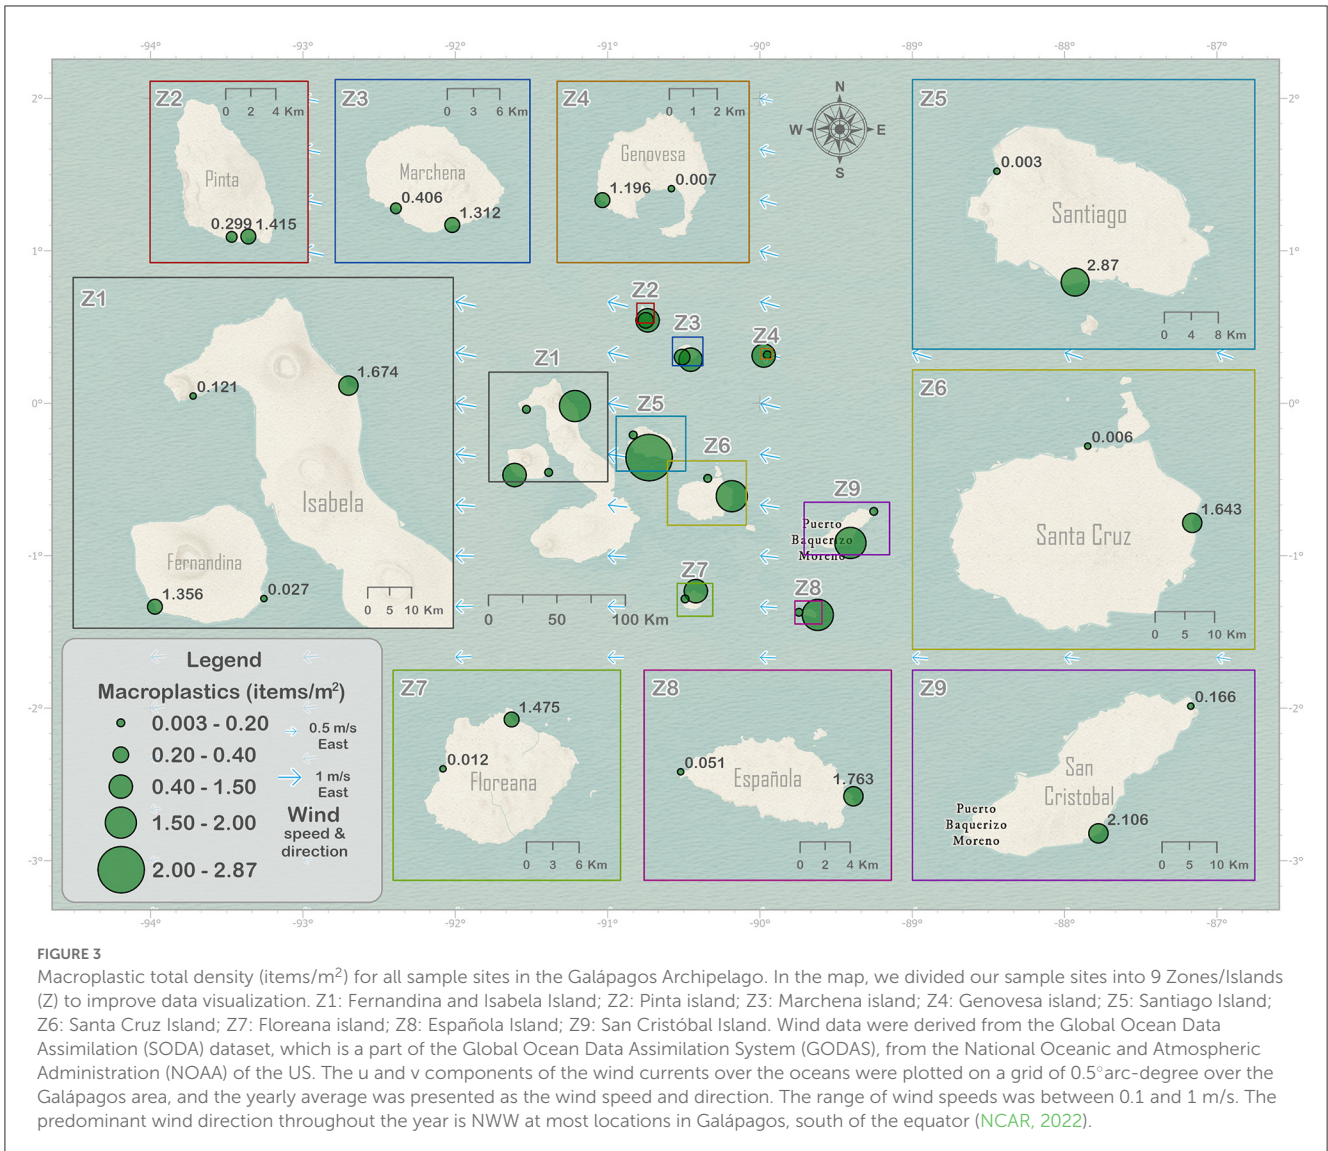 -94°
-93°
-92°
-91°
-90°
-89°
-88°
-87°
2°
1°
0°
-1°
-2°
-3°
2°
1°
0°
-1°
-2°
-3°
Z2
0 2 4 Km
Pinta
0.299
1.415
Z3
0 3 6 Km
Marchena
0.406
1.312
Z4
0 1 2 Km
Genovesa
1.196
0.007
N
W E
S
Z5
0.003
Santiago
2.87
0 4 8 Km
Z1
0.121
1.674
Isabela
Fernandina
1.356
0.027
0 5 10 Km
Z2
Z3
Z4
Z1
Z5
Z6
Z9
Puerto
Baquerizo
Moreno
Z7
Z8
0 50 100 Km
Z6
0.006
1.643
Santa Cruz
0 5 10 Km
Legend
Macroplastics (items/m²)
0.003 - 0.20
0.20 - 0.40
0.40 - 1.50
1.50 - 2.00
2.00 - 2.87
0.5 m/s
East
1 m/s
East
Wind
speed &
direction
Z7
1.475
0.012
Floreana
0 3 6 Km
Z8
0.051
Española
1.763
0 2 4 Km
Z9
0.166
San
Cristobal
Puerto
Baquerizo
Moreno
2.106
0 5 10 Km
-94°
-93°
-92°
-91°
-90°
-89°
-88°
-87°
FIGURE 3
Macroplastic total density (items/m²) for all sample sites in the Galápagos Archipelago. In the map, we divided our sample sites into 9 Zones/Islands
(Z) to improve data visualization. Z1: Fernandina and Isabela Island; Z2: Pinta island; Z3: Marchena island; Z4: Genovesa island; Z5: Santiago Island;
Z6: Santa Cruz Island; Z7: Floreana island; Z8: Española Island; Z9: San Cristóbal Island. Wind data were derived from the Global Ocean Data
Assimilation (SODA) dataset, which is a part of the Global Ocean Data Assimilation System (GODAS), from the National Oceanic and Atmospheric
Administration (NOAA) of the US. The u and v components of the wind currents over the oceans were plotted on a grid of 0.5°arc-degree over the
Galápagos area, and the yearly average was presented as the wind speed and direction. The range of wind speeds was between 0.1 and 1 m/s. The
predominant wind direction throughout the year is NWW at most locations in Galápagos, south of the equator (NCAR, 2022).